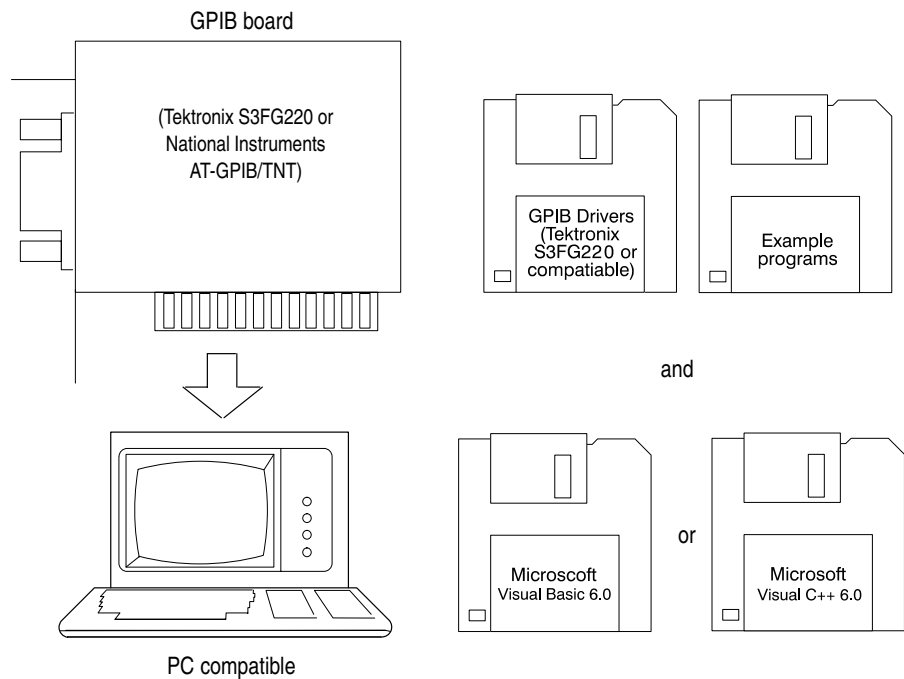 GPIB board
(Tektronix S3FG220 or
National Instruments
AT-GPIB/TNT)
GPIB Drivers
(Tektronix
S3FG220 or
compatiable)
Example
programs
and
Microscoft
Visual Basic 6.0
or
Microsoft
Visual C++ 6.0
PC compatible